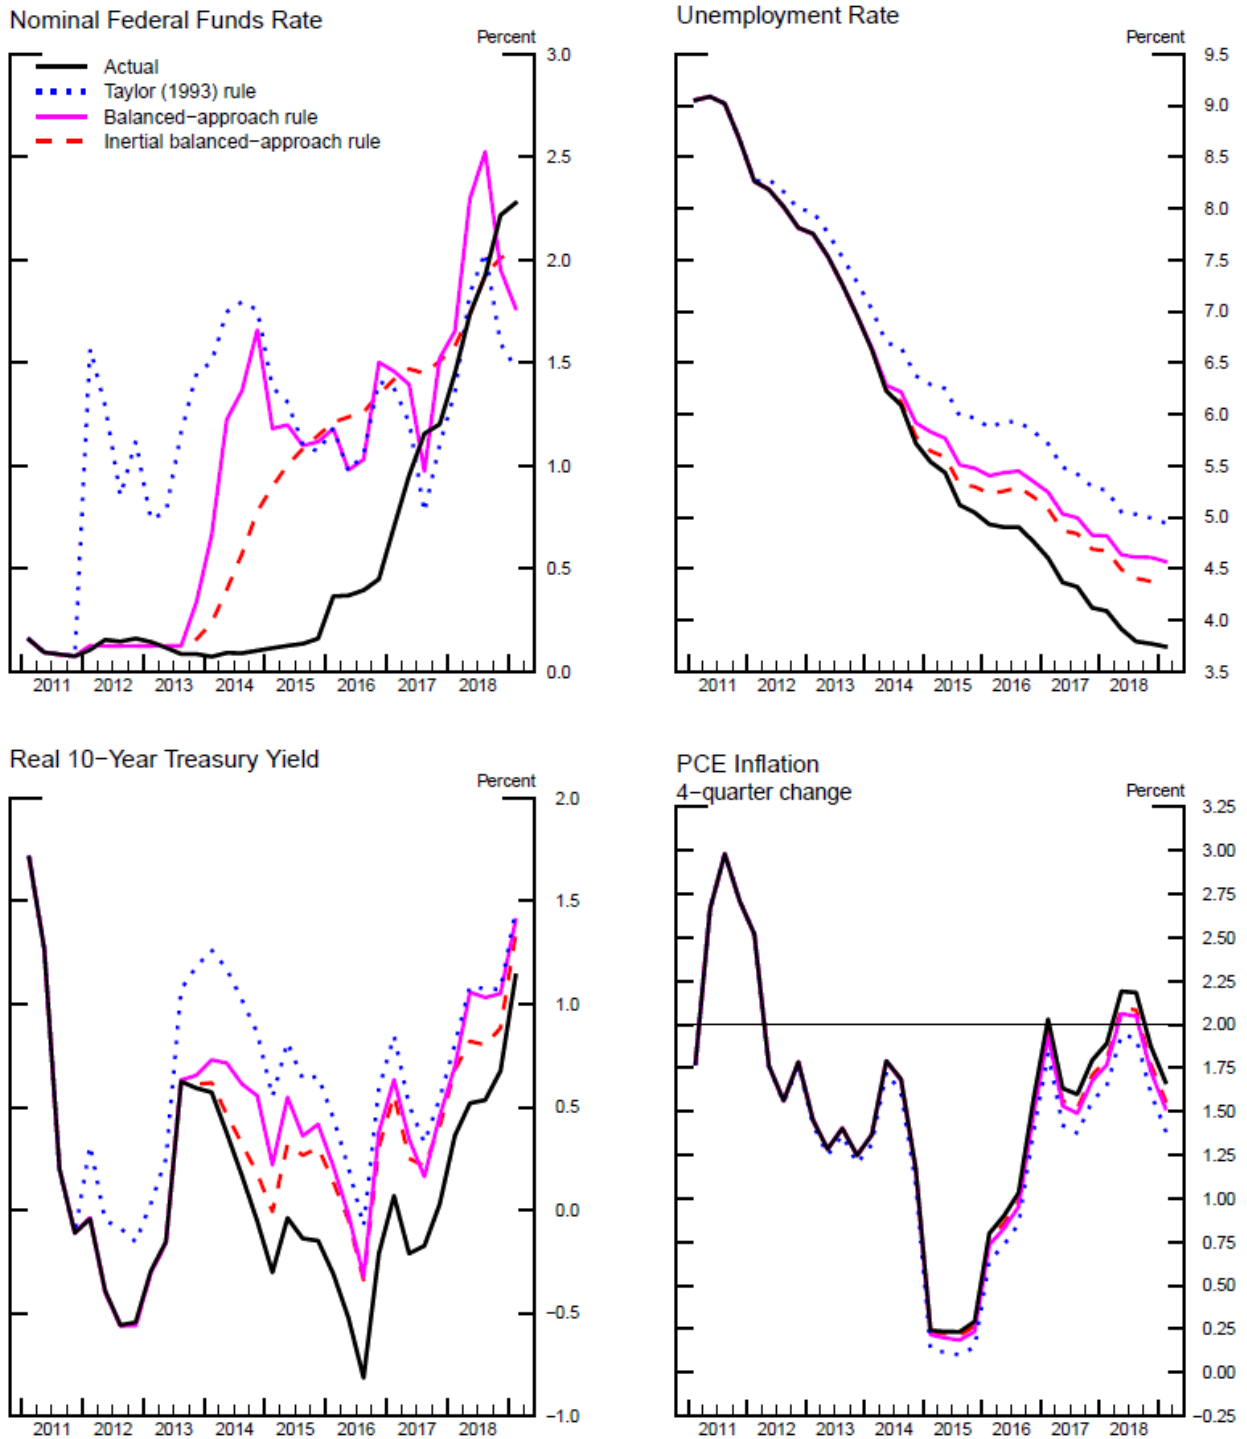 Nominal Federal Funds Rate
Percent
Actual
Taylor (1993) rule
Balanced−approach rule
Inertial balanced−approach rule
3.0
2.5
2.0
1.5
1.0
0.5
0.0
2011 2012 2013 2014 2015 2016 2017 2018
Unemployment Rate
Percent
9.5
9.0
8.5
8.0
7.5
7.0
6.5
6.0
5.5
5.0
4.5
4.0
3.5
2011 2012 2013 2014 2015 2016 2017 2018
Real 10−Year Treasury Yield
Percent
2.0
1.5
1.0
0.5
0.0
−0.5
−1.0
2011 2012 2013 2014 2015 2016 2017 2018
PCE Inflation
4−quarter change
Percent
3.25
3.00
2.75
2.50
2.25
2.00
1.75
1.50
1.25
1.00
0.75
0.50
0.25
0.00
−0.25
2011 2012 2013 2014 2015 2016 2017 2018